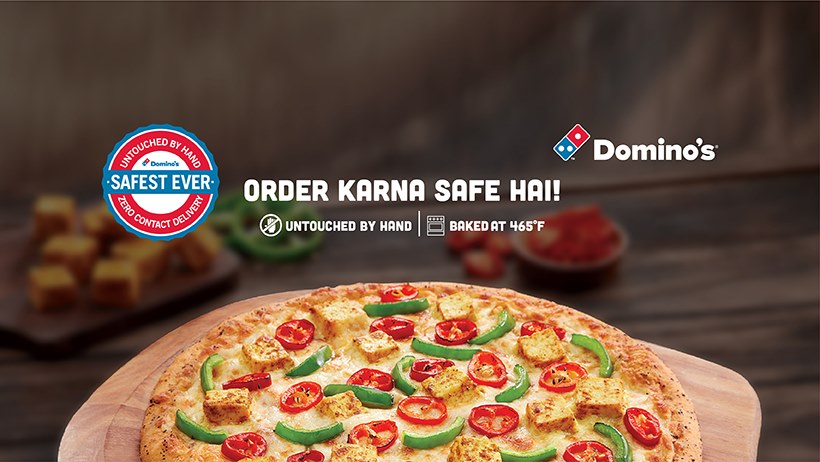 UNTOUCHED BY HAND
Domino's
SAFEST EVER
ZERO CONTACT DELIVERY
Domino's®
ORDER KARNA SAFE HAI!
UNTOUCHED BY HAND | BAKED AT 465°F